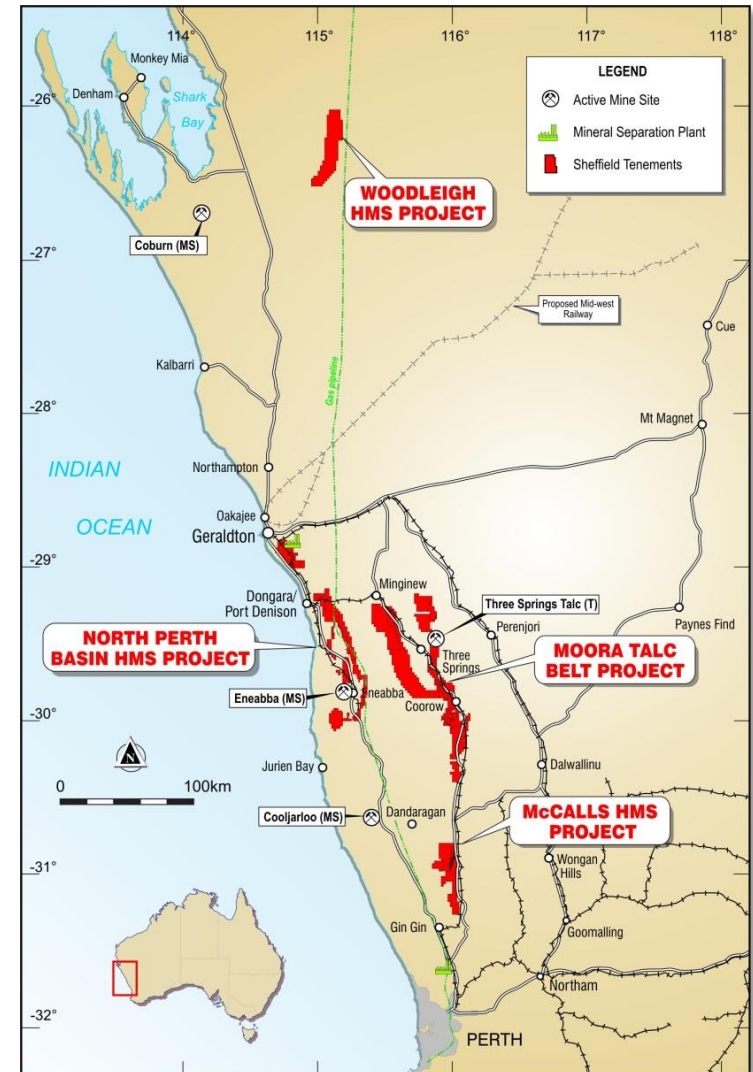 114°
115°
116°
117°
118°
-26°
-27°
-28°
-29°
-30°
-31°
-32°
LEGEND
Active Mine Site
Mineral Separation Plant
Sheffield Tenements
Monkey Mia
Denham
Shark
Bay
WOODLEIGH
HMS PROJECT
Coburn (MS)
Proposed Mid-west
Railway
Cue
Kalbarri
Gas pipeline
Mt Magnet
INDIAN
OCEAN
Northampton
Oakajee
Geraldton
Dongara/
Port Denison
Minginew
Three Springs Talc (T)
Perenjori
Paynes Find
NORTH PERTH
BASIN HMS PROJECT
Three
Springs
MOORA TALC
BELT PROJECT
Eneabba (MS)
Eneabba
Coorow
N
0
100km
Jurien Bay
Dalwallinu
Cooljarloo (MS)
Dandaragan
McCALLS HMS
PROJECT
Wongan
Hills
Gin Gin
Goomalling
Northam
PERTH